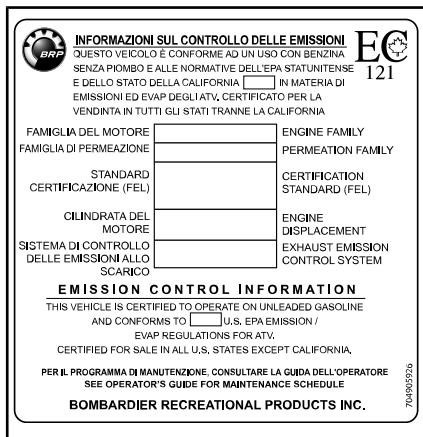 BRP
INFORMAZIONI SUL CONTROLLO DELLE EMISSIONI
QUESTO VEICOLO È CONFORME AD UN USO CON BENZINA
SENZA PIOMBO E ALLE NORMATIVE DELL'EPA STATUNITENSE
E DELLO STATO DELLA CALIFORNIA IN MATERIA DI
EMISSIONI ED EVAP DEGLI ATV. CERTIFICATO PER LA
VENDINTA IN TUTTI GLI STATI TRANNE LA CALIFORNIA
EC
121
FAMIGLIA DEL MOTORE ENGINE FAMILY
FAMIGLIA DI PERMEAZIONE PERMEATION FAMILY
STANDARD CERTIFICATION
CERTIFICAZIONE (FEL) STANDARD (FEL)
CILINDRATA DEL ENGINE
MOTORE DISPLACEMENT
SISTEMA DI CONTROLLO EXHAUST EMISSION
DELLE EMISSIONI ALLO CONTROL SYSTEM
SCARICO
EMISSION CONTROL INFORMATION
THIS VEHICLE IS CERTIFIED TO OPERATE ON UNLEADED GASOLINE
AND CONFORMS TO U.S. EPA EMISSION /
EVAP REGULATIONS FOR ATV.
CERTIFIED FOR SALE IN ALL U.S. STATES EXCEPT CALIFORNIA.
PER IL PROGRAMMA DI MANUTENZIONE, CONSULTARE LA GUIDA DELL'OPERATORE
SEE OPERATOR'S GUIDE FOR MAINTENANCE SCHEDULE
BOMBARDIER RECREATIONAL PRODUCTS INC.
704905926